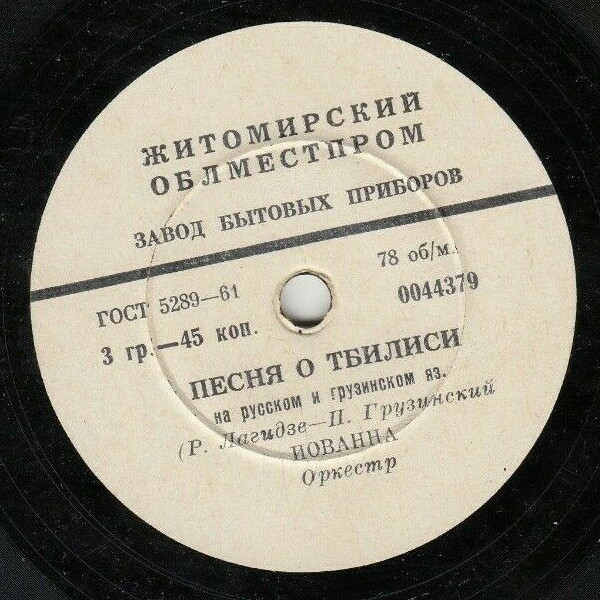 ЖИТОМИРСКИЙ
ОБЛМЕСТПРОМ
ЗАВОД БЫТОВЫХ ПРИБОРОВ
ГОСТ 5289—61
78 об/м.
3 гр.—45 коп.
0044379
ПЕСНЯ О ТБИЛИСИ
на русском и грузинском яз.
(Р. Лагидзе—П. Грузинский
ИОВАННА
Оркестр